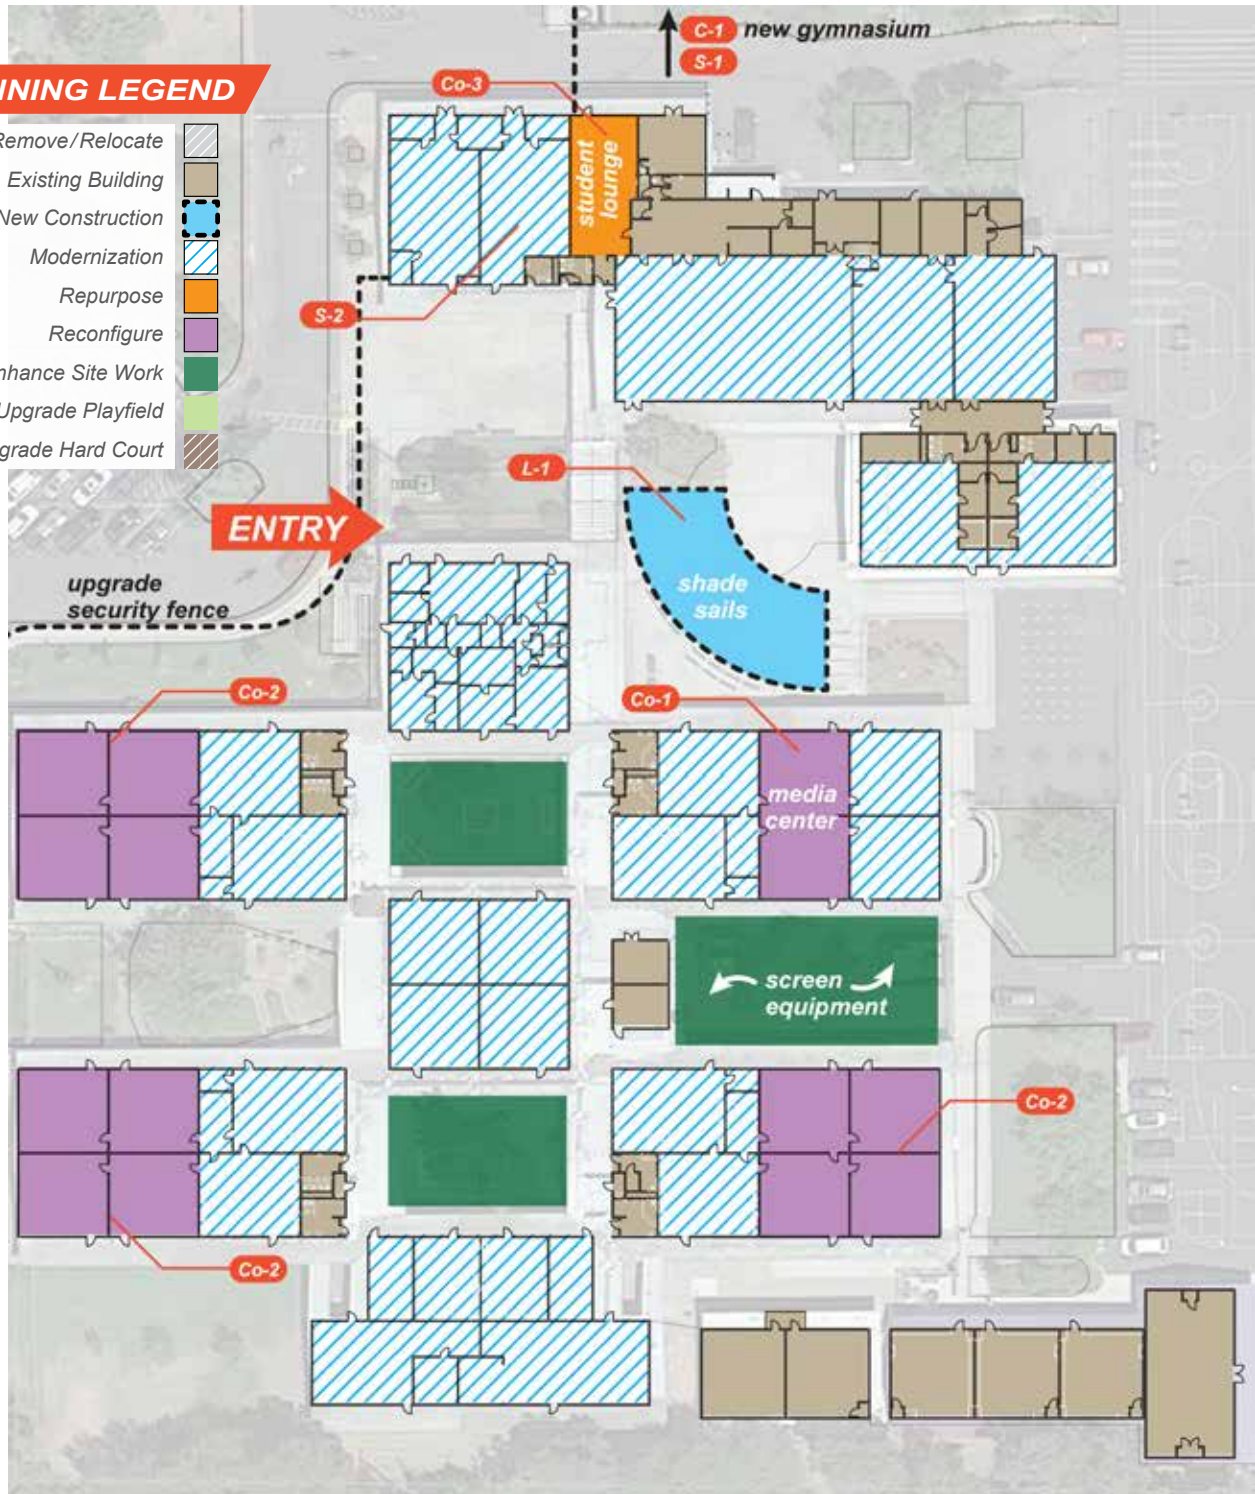 C-1 new gymnasium
S-1
NNING LEGEND
Remove/Relocate
Existing Building
New Construction
Modernization
Repurpose
Reconfigure
nhance Site Work
Upgrade Playfield
grade Hard Court
Co-3
student
lounge
S-2
L-1
ENTRY
upgrade
security fence
shade
sails
Co-2
Co-1
media
center
screen
equipment
Co-2
Co-2